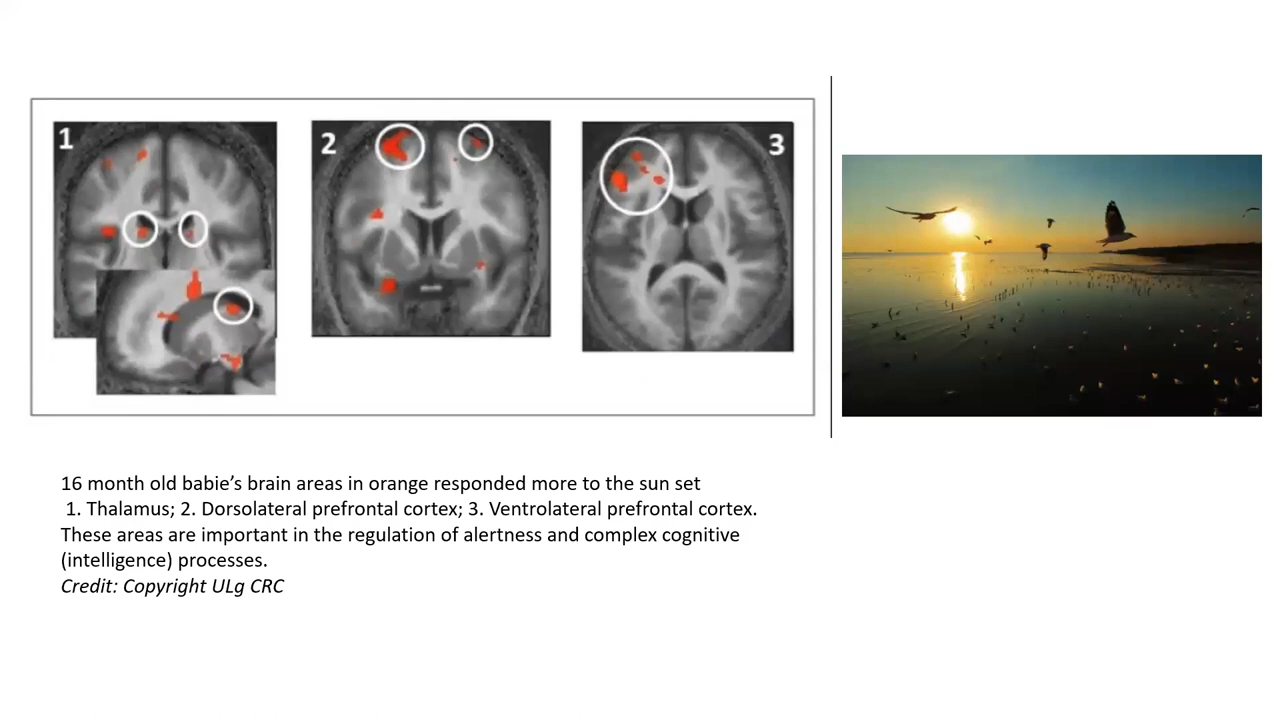 1
2
3
16 month old babie’s brain areas in orange responded more to the sun set
1. Thalamus; 2. Dorsolateral prefrontal cortex; 3. Ventrolateral prefrontal cortex.
These areas are important in the regulation of alertness and complex cognitive
(intelligence) processes.
Credit: Copyright ULg CRC